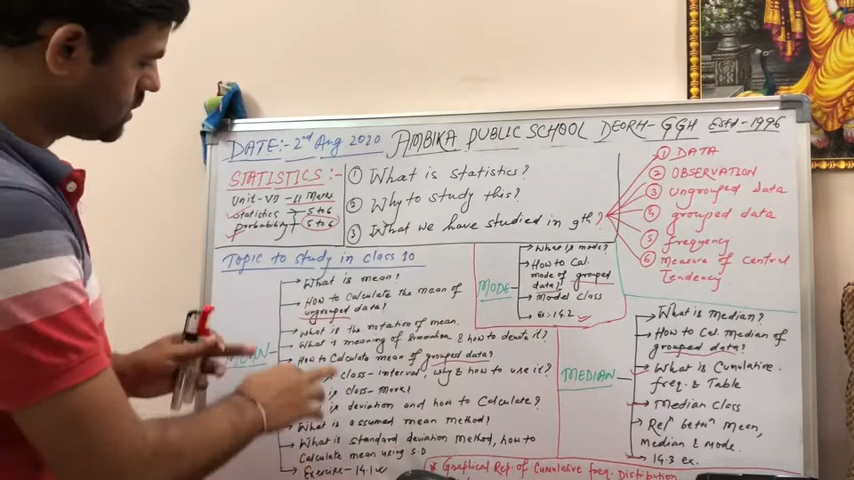 DATE:- 2nd Aug 2020 AMBIKA PUBLIC SCHOOL DEORH-GGH Estd-1996
STATISTICS:-
Unit-VII - 11 Marks
Statistics → 5 to 6
probability → 5 to 6
① What is statistics?
② Why to study this?
③ What we have studied in 9th?
① DATA
② OBSERVATION
③ Ungrouped data
④ grouped data
⑤ frequency
⑥ Measure of Central
Tendency
Topic to study in class 10
MEAN
What is mean?
How to Calculate the mean of
ungrouped data?
What is the notation of mean
What is meaning of Summation & how to denote it?
How to Calculate mean of grouped data?
class-interval, why & how to use it?
is class-mark?
is deviation and how to Calculate?
is assumed mean method?
What is standard deviation method, how to
Calculate mean using S.D
Exercise-14.1
MODE
What is mode?
How to Cal.
mode of grouped
data?
Model class
Ex:-14.2
MEDIAN
What is Median?
How to Cal. Median of
grouped data?
What is Cumulative
freq. & Table
Median Class
Reln betwn Mean,
Median & Mode.
14.3 ex.
* Graphical Rep. of Cumulative freq. Distribution